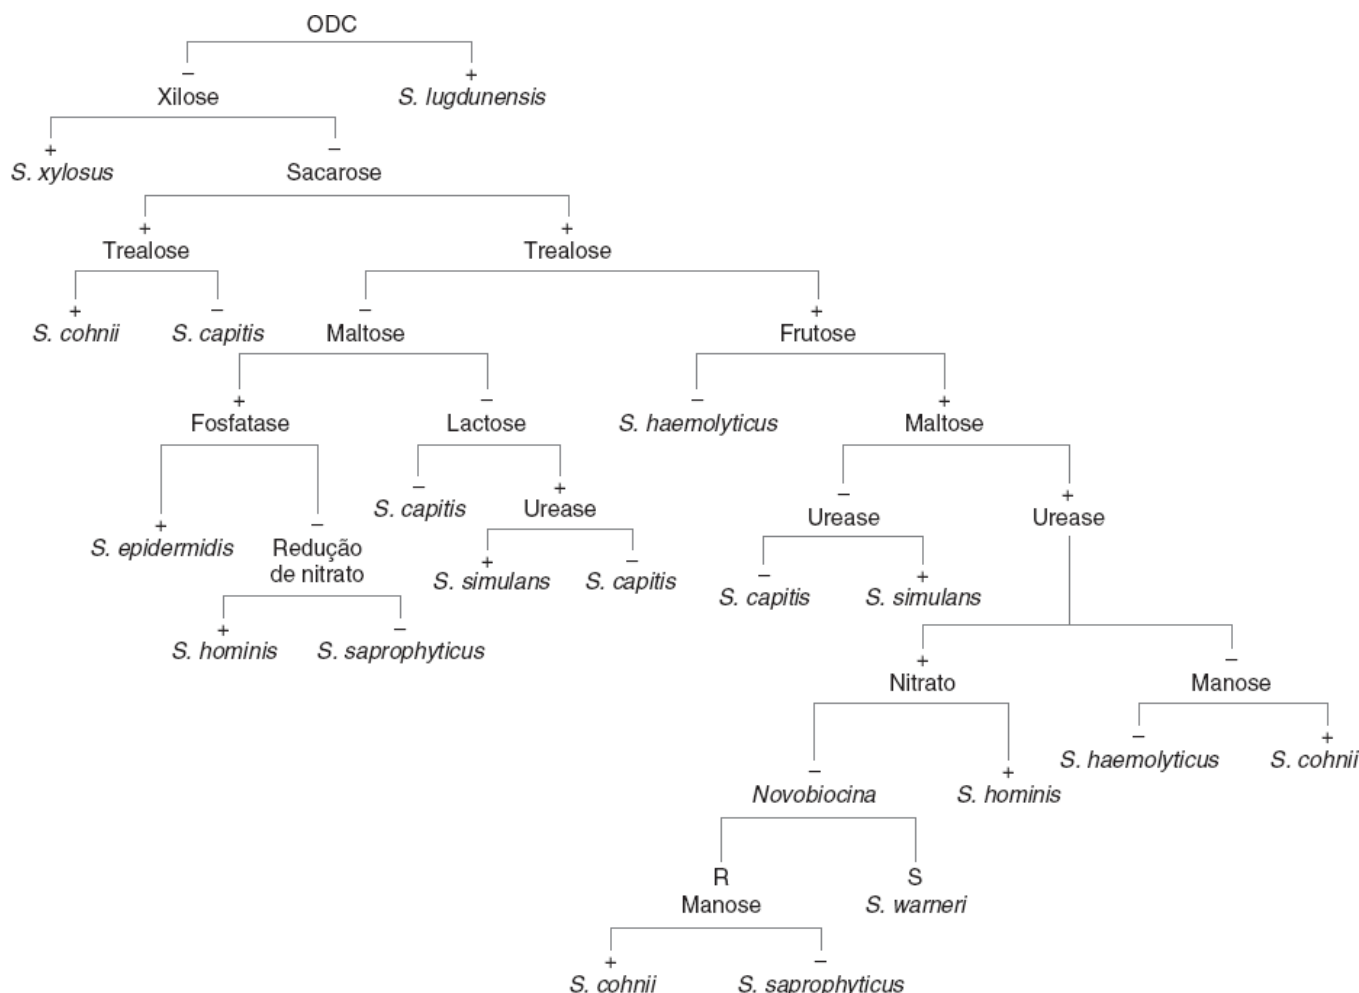 ODC
− +
Xilose S. lugdunensis
+ −
S. xylosus Sacarose
+ +
Trealose Trealose
+ − − +
S. cohnii S. capitis Maltose Frutose
+ − − +
Fosfatase Lactose S. haemolyticus Maltose
− + − +
S. capitis Urease Urease Urease
+ −
S. epidermidis Redução
de nitrato
+ − − +
S. simulans S. capitis S. capitis S. simulans
+ − + −
S. hominis S. saprophyticus Nitrato Manose
− +
S. haemolyticus S. cohnii
− +
Novobiocina S. hominis
R S
Manose S. warneri
+ −
S. cohnii S. saprophyticus